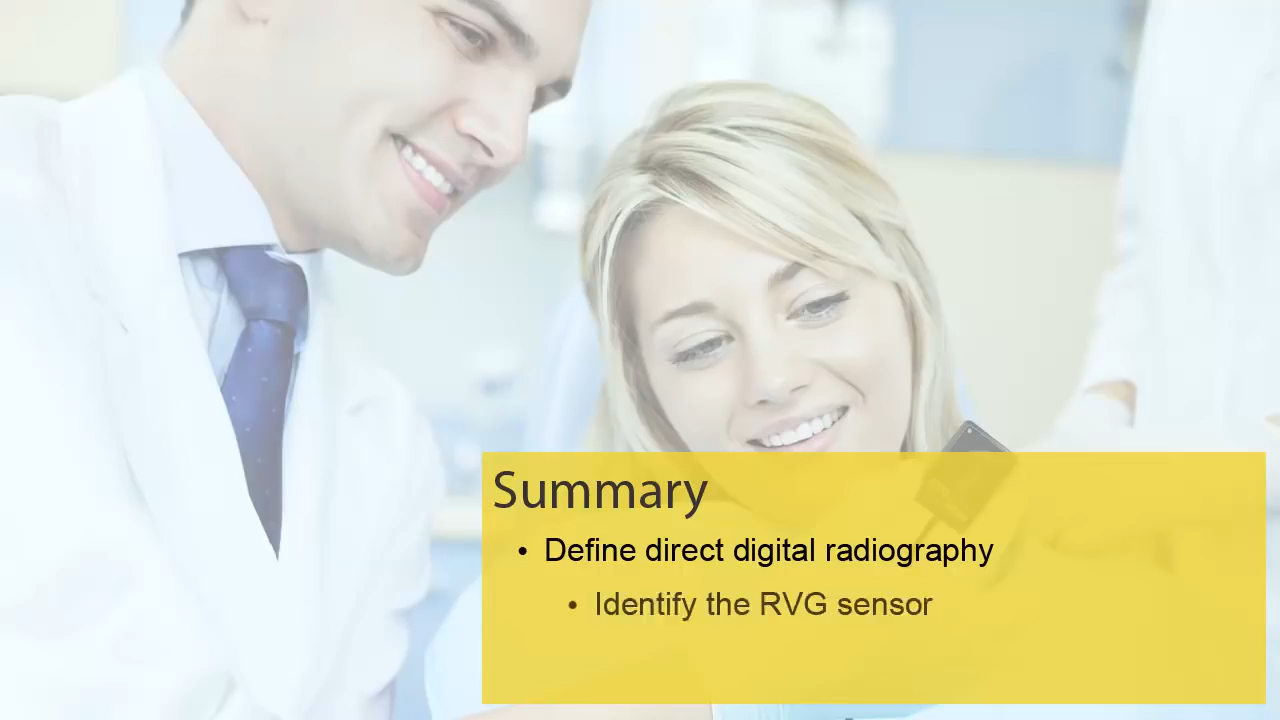 Summary
• Define direct digital radiography
• Identify the RVG sensor